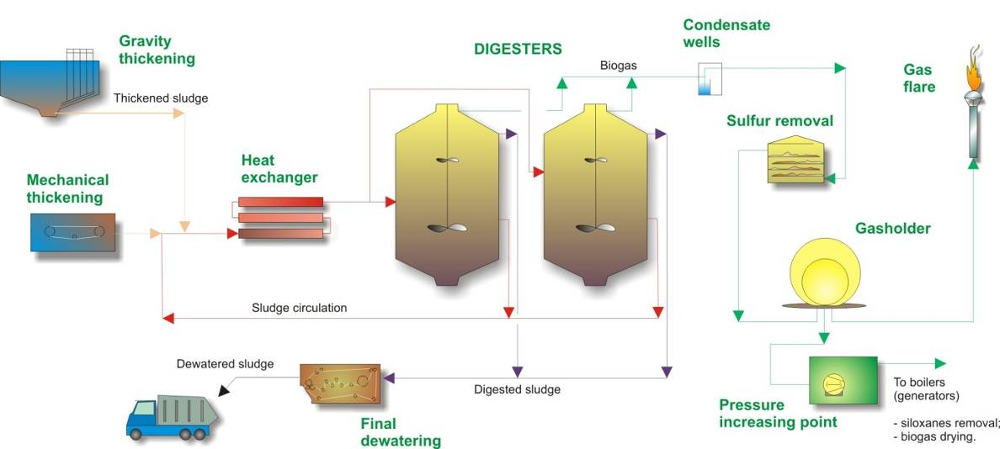 Gravity
thickening
Thickened sludge
Mechanical
thickening
Heat
exchanger
DIGESTERS
Biogas
Condensate
wells
Gas
flare
Sulfur removal
Gasholder
Sludge circulation
Dewatered sludge
Digested sludge
Final
dewatering
Pressure
increasing point
To boilers
(generators)
- siloxanes removal;
- biogas drying.